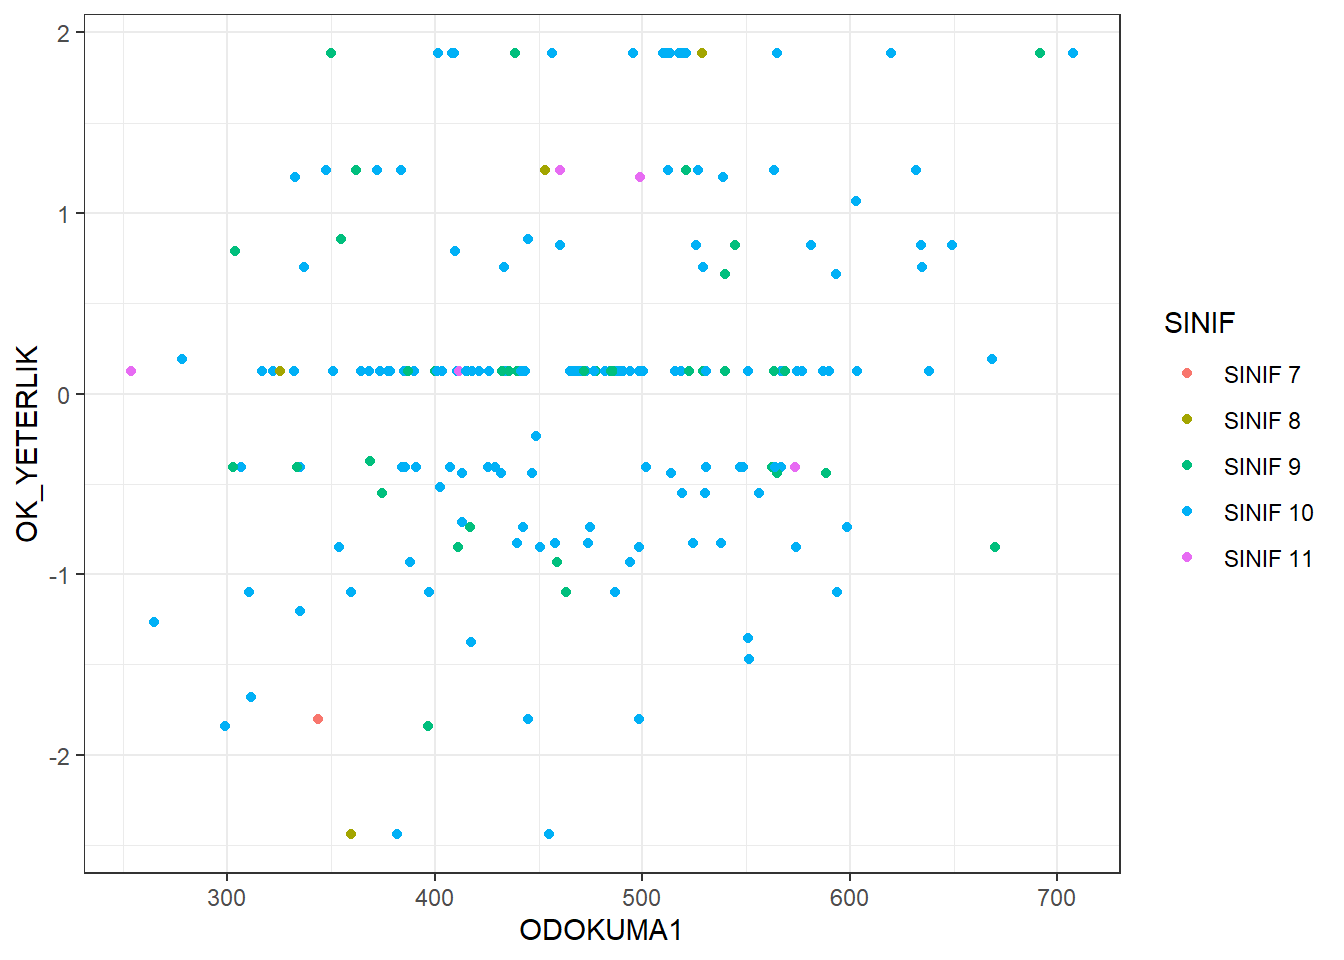 2
1
0
-1
-2
OK_YETERLIK
300 400 500 600 700
ODOKUMA1
SINIF
SINIF 7
SINIF 8
SINIF 9
SINIF 10
SINIF 11